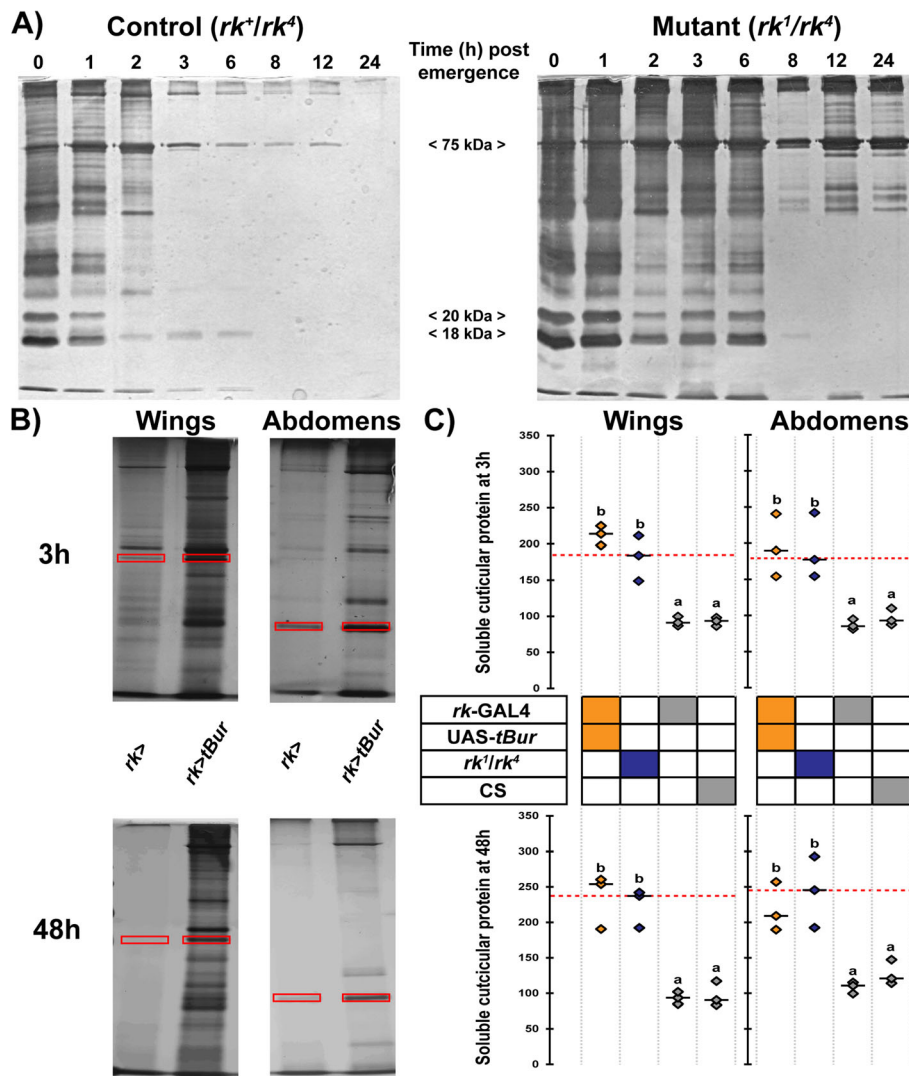 A) Control (rk⁺/rk⁴) Mutant (rk¹/rk⁴)
0 1 2 3 6 8 12 24
Time (h) post
emergence
0 1 2 3 6 8 12 24
< 75 kDa >
< 20 kDa >
< 18 kDa >
B) Wings Abdomens
3h
rk> rk>tBur rk> rk>tBur
48h
C) Wings Abdomens
Soluble cuticular protein at 3h
350
300
250
200
150
100
50
0
b b a a
b b a a
rk-GAL4
UAS-tBur
rk¹/rk⁴
CS
Soluble cutcicular protein at 48h
350
300
250
200
150
100
50
0
b b a a
b b a a